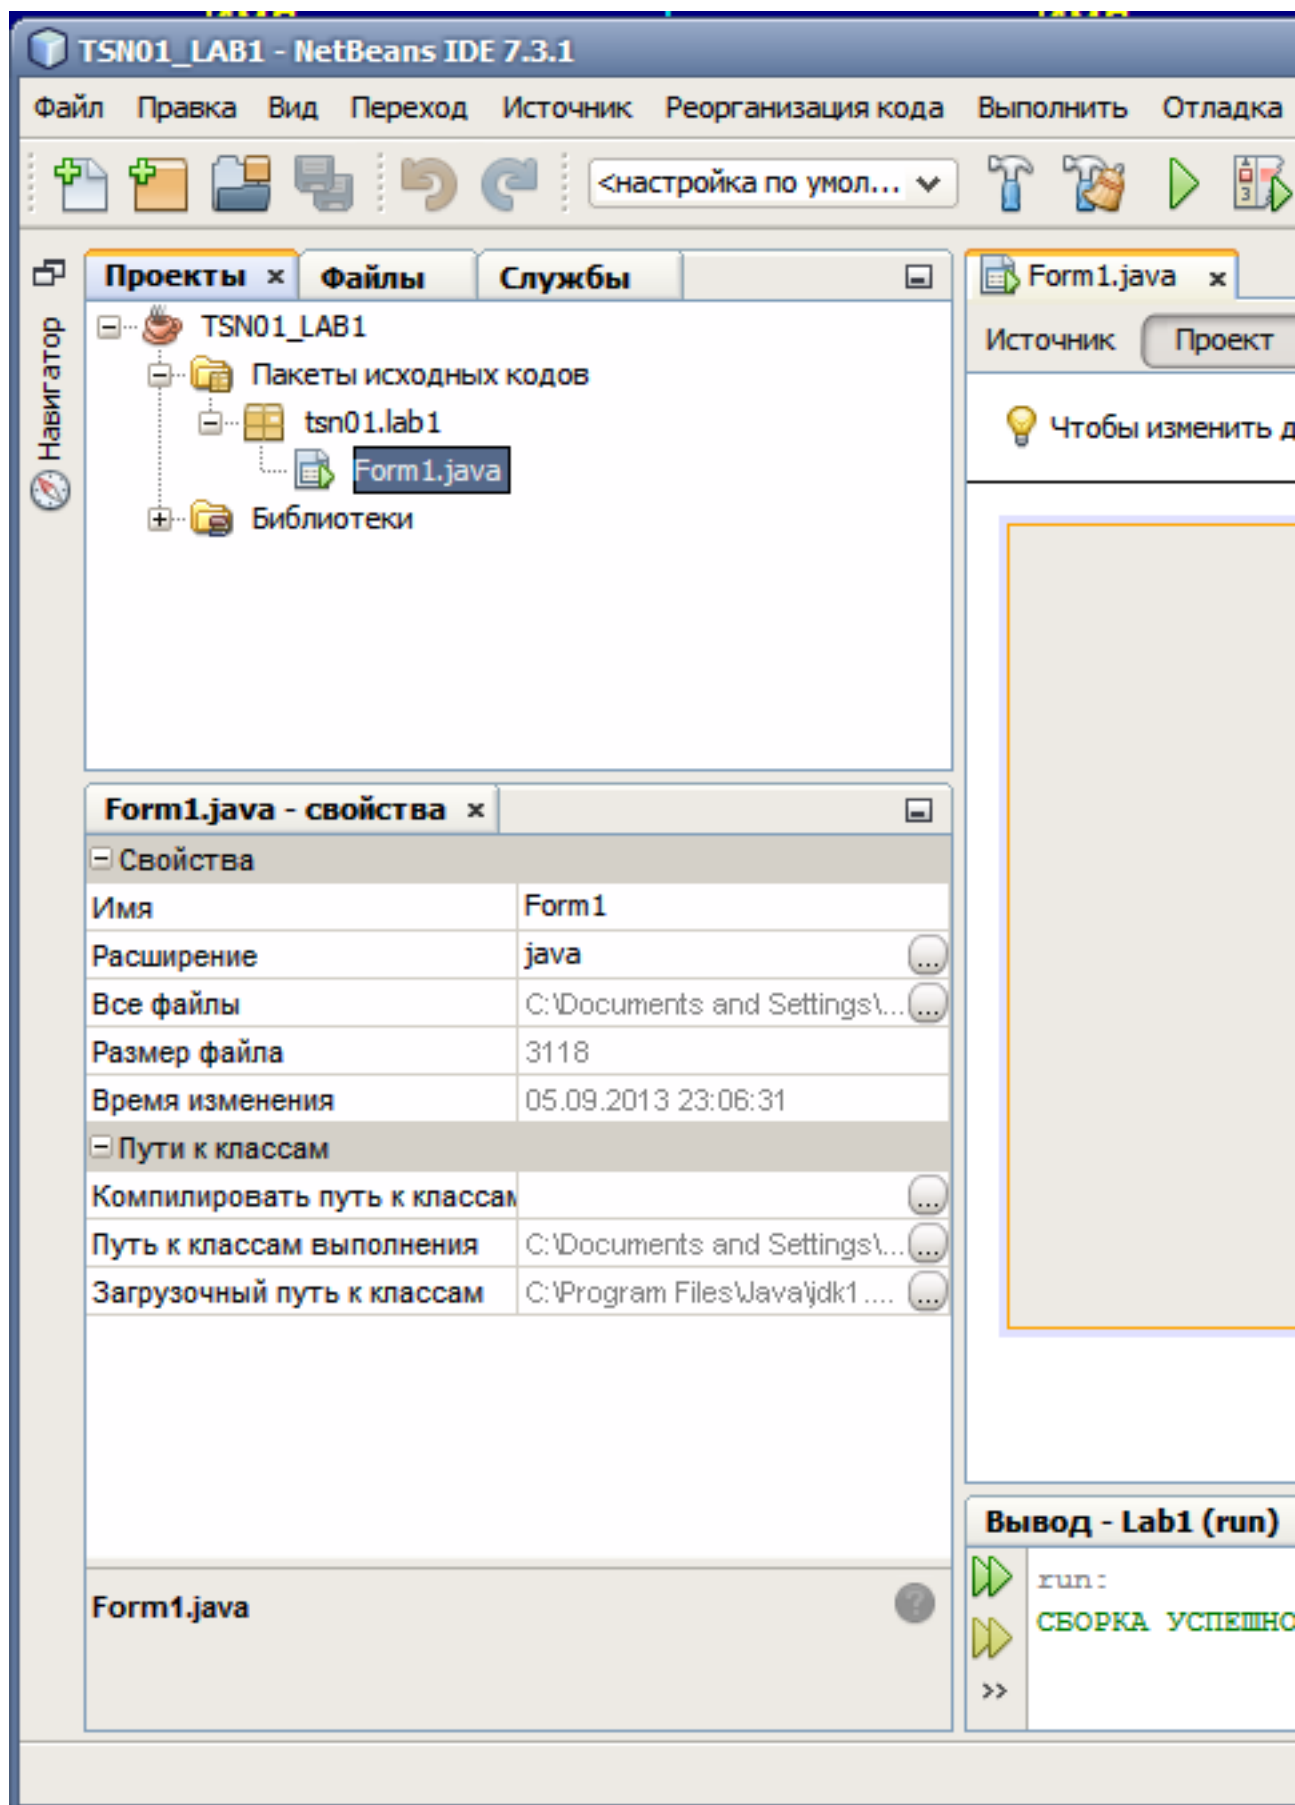 TSN01_LAB1 - NetBeans IDE 7.3.1
Файл Правка Вид Переход Источник Реорганизация кода Выполнить Отладка
<настройка по умол...
Навигатор
Проекты x Файлы Службы
TSN01_LAB1
Пакеты исходных кодов
tsn01.lab1
Form1.java
Библиотеки
Form1.java x
Источник Проект
Чтобы изменить д
Form1.java - свойства x
Свойства
Имя Form1
Расширение java ...
Все файлы C:\Documents and Settings\... ...
Размер файла 3118
Время изменения 05.09.2013 23:06:31
Пути к классам
Компилировать путь к классам ...
Путь к классам выполнения C:\Documents and Settings\... ...
Загрузочный путь к классам C:\Program Files\Java\jdk1.... ...
Form1.java
?
Вывод - Lab1 (run)
run:
СБОРКА УСПЕШНО
>>